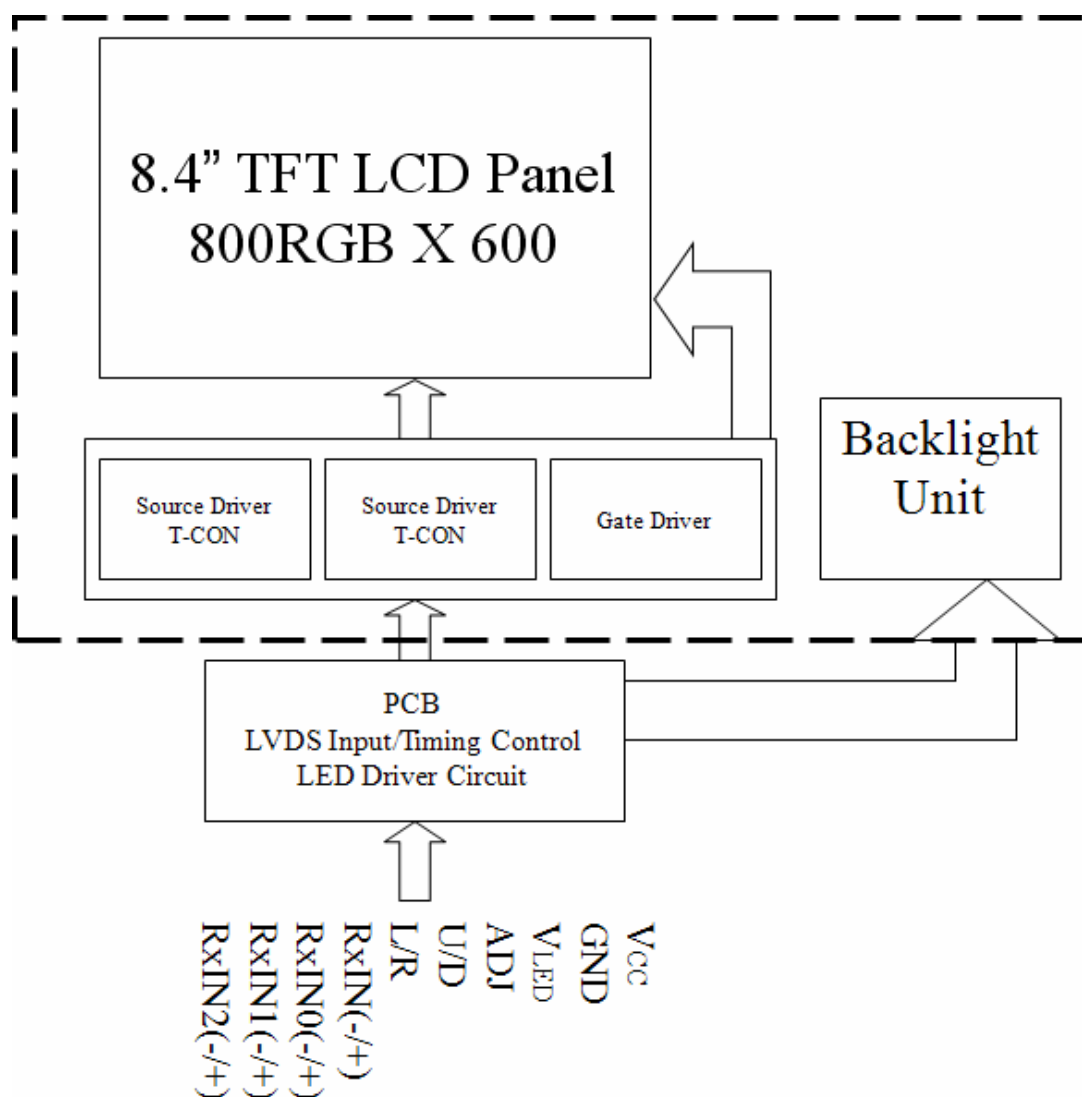 8.4” TFT LCD Panel
800RGB X 600
Source Driver
T-CON
Source Driver
T-CON
Gate Driver
Backlight
Unit
PCB
LVDS Input/Timing Control
LED Driver Circuit
RxIN2(-/+)
RxIN1(-/+)
RxIN0(-/+)
RxIN(-/+)
L/R
U/D
ADJ
VLED
GND
VCC